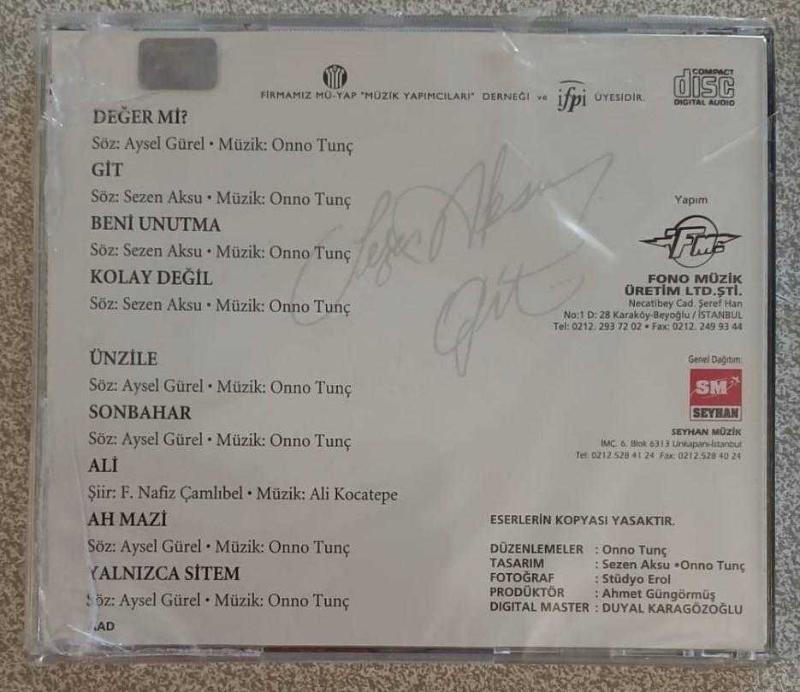 FİRMAMIZ MÜ-YAP "MÜZİK YAPIMCILARI" DERNEĞİ ve ifpi ÜYESİDİR.
COMPACT
disc
DIGITAL AUDIO
DEĞER Mİ?
Söz: Aysel Gürel • Müzik: Onno Tunç
GİT
Söz: Sezen Aksu • Müzik: Onno Tunç
BENİ UNUTMA
Söz: Sezen Aksu • Müzik: Onno Tunç
KOLAY DEĞİL
Söz: Sezen Aksu • Müzik: Onno Tunç
ÜNZİLE
Söz: Aysel Gürel • Müzik: Onno Tunç
SONBAHAR
Söz: Aysel Gürel • Müzik: Onno Tunç
ALİ
Şiir: F. Nafiz Çamlıbel • Müzik: Ali Kocatepe
AH MAZİ
Söz: Aysel Gürel • Müzik: Onno Tunç
YALNIZCA SİTEM
Söz: Aysel Gürel • Müzik: Onno Tunç
AAD
Sezen Aksu
Git...
Yapım
FM
FONO MÜZİK
ÜRETİM LTD.ŞTİ.
Necatibey Cad. Şeref Han
No:1 D: 28 Karaköy-Beyoğlu / İSTANBUL
Tel: 0212. 293 72 02 • Fax: 0212. 249 93 44
Genel Dağıtım:
SM
SEYHAN
SEYHAN MÜZİK
İMÇ. 6. Blok 6313 Unkapanı-İstanbul
Tel: 0212.528 41 24 Fax: 0212.528 40 24
ESERLERİN KOPYASI YASAKTIR.
DÜZENLEMELER : Onno Tunç
TASARIM : Sezen Aksu •Onno Tunç
FOTOĞRAF : Stüdyo Erol
PRODÜKTÖR : Ahmet Güngörmüş
DIGITAL MASTER : DUYAL KARAGÖZOĞLU